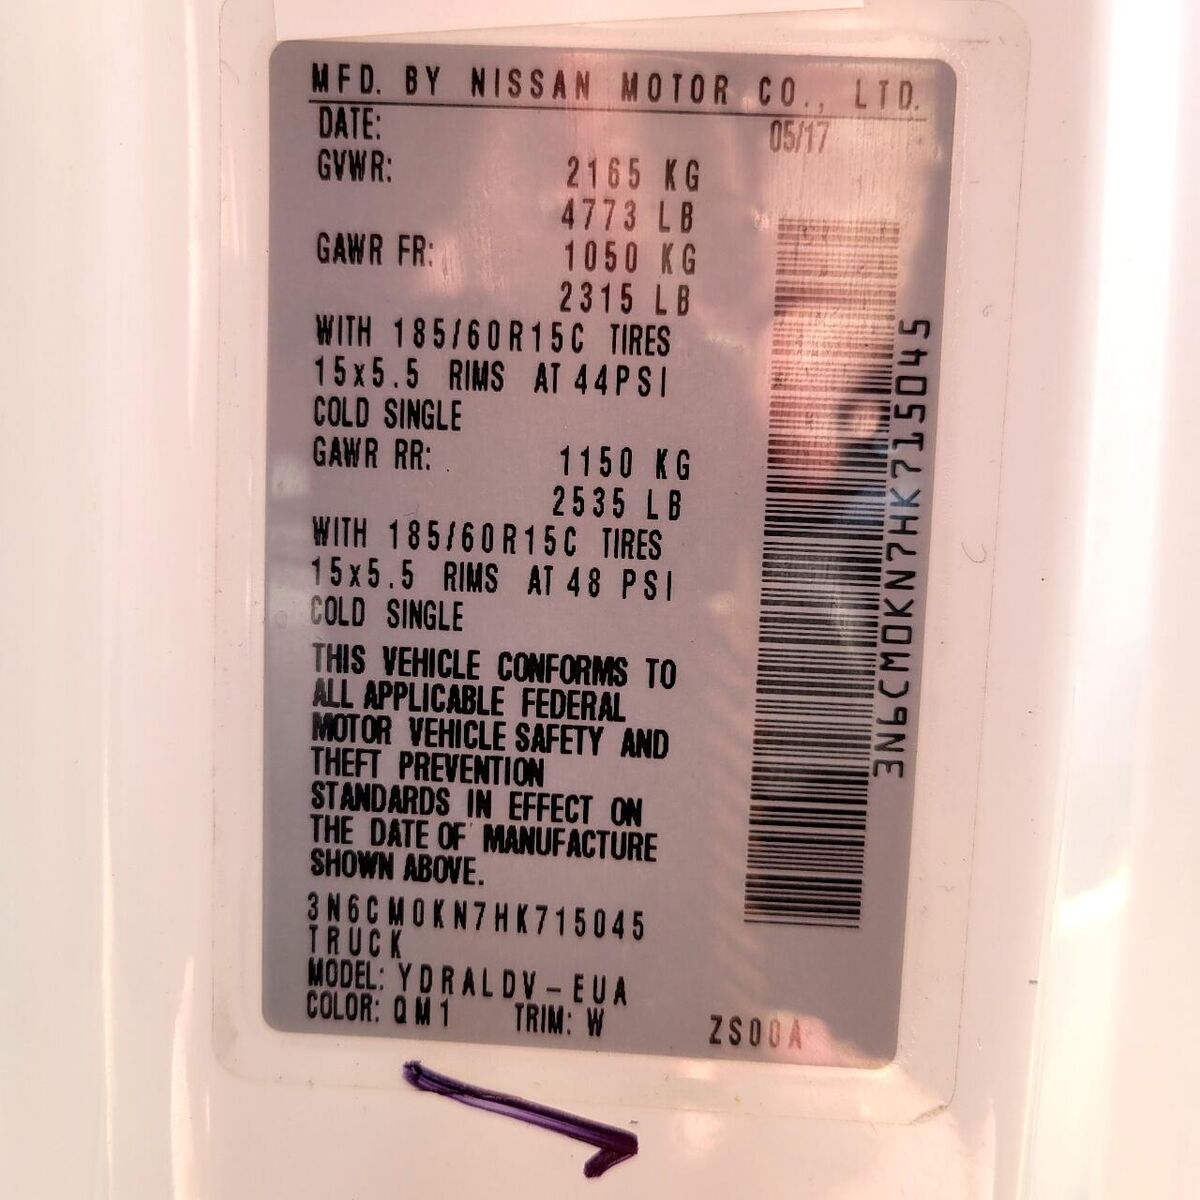 MFD. BY NISSAN MOTOR CO., LTD.
DATE: 05/17
GVWR: 2165 KG
4773 LB
GAWR FR: 1050 KG
2315 LB
WITH 185/60R15C TIRES
15x5.5 RIMS AT 44PSI
COLD SINGLE
GAWR RR: 1150 KG
2535 LB
WITH 185/60R15C TIRES
15x5.5 RIMS AT 48 PSI
COLD SINGLE
THIS VEHICLE CONFORMS TO
ALL APPLICABLE FEDERAL
MOTOR VEHICLE SAFETY AND
THEFT PREVENTION
STANDARDS IN EFFECT ON
THE DATE OF MANUFACTURE
SHOWN ABOVE.
3N6CM0KN7HK715045
TRUCK
MODEL: YDRALDV-EUA
COLOR: QM1 TRIM: W ZS00A
3N6CM0KN7HK715045